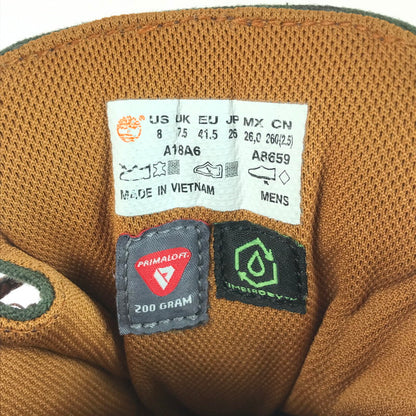 US UK EU JP MX CN
8 7.5 41.5 26 26,0 260(2.5)
A18A6 A8659
MADE IN VIETNAM MENS
PRIMALOFT
200 GRAM
TIMBERDRY™